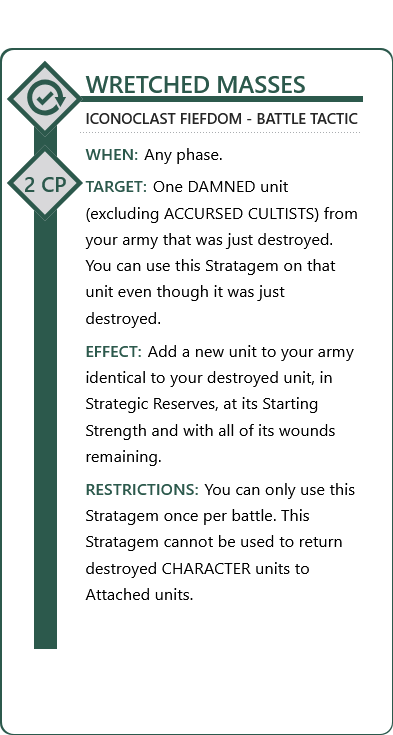 WRETCHED MASSES
ICONOCLAST FIEFDOM - BATTLE TACTIC
WHEN: Any phase.
2 CP
TARGET: One DAMNED unit
(excluding ACCURSED CULTISTS) from
your army that was just destroyed.
You can use this Stratagem on that
unit even though it was just
destroyed.
EFFECT: Add a new unit to your army
identical to your destroyed unit, in
Strategic Reserves, at its Starting
Strength and with all of its wounds
remaining.
RESTRICTIONS: You can only use this
Stratagem once per battle. This
Stratagem cannot be used to return
destroyed CHARACTER units to
Attached units.